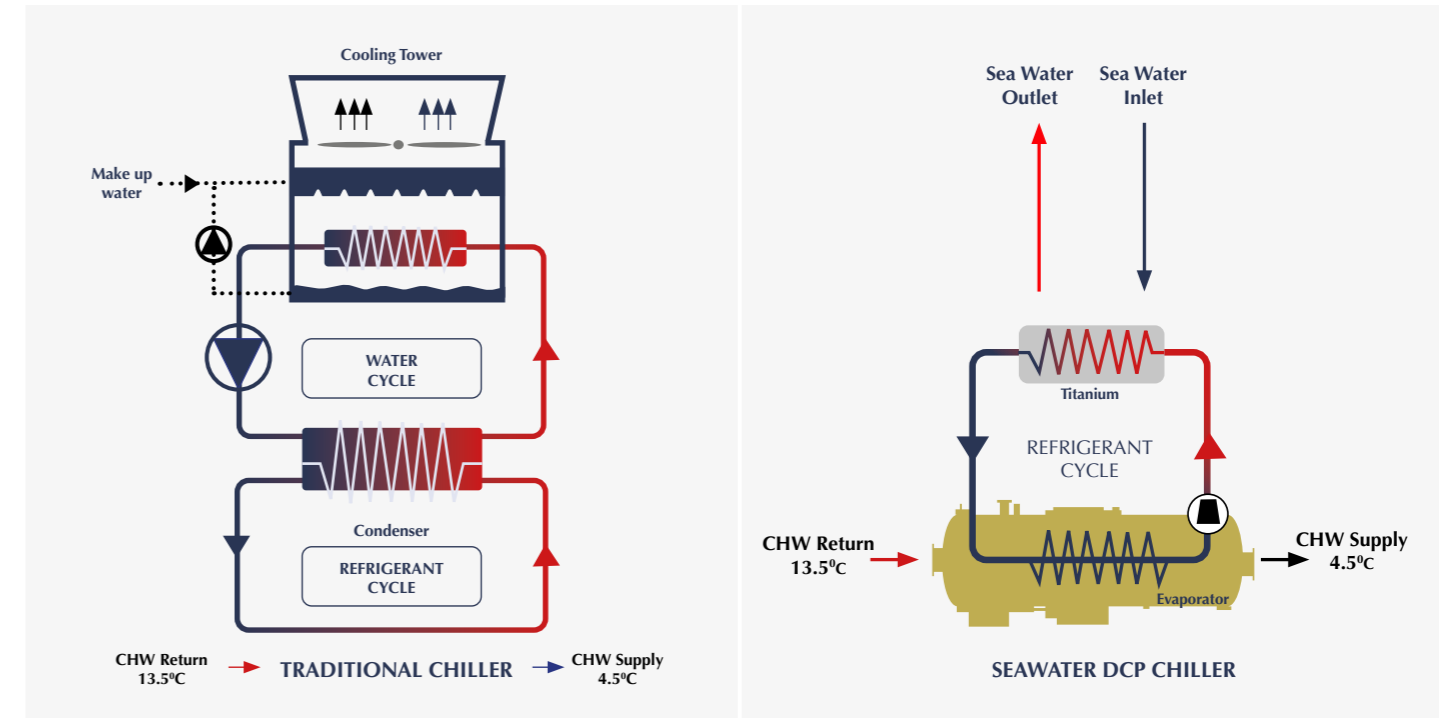 Cooling Tower
Make up
water
WATER
CYCLE
Condenser
REFRIGERANT
CYCLE
CHW Return
13.5⁰C
TRADITIONAL CHILLER
CHW Supply
4.5⁰C
Sea Water
Outlet
Sea Water
Inlet
Titanium
REFRIGERANT
CYCLE
CHW Return
13.5⁰C
CHW Supply
4.5⁰C
Evaporator
SEAWATER DCP CHILLER